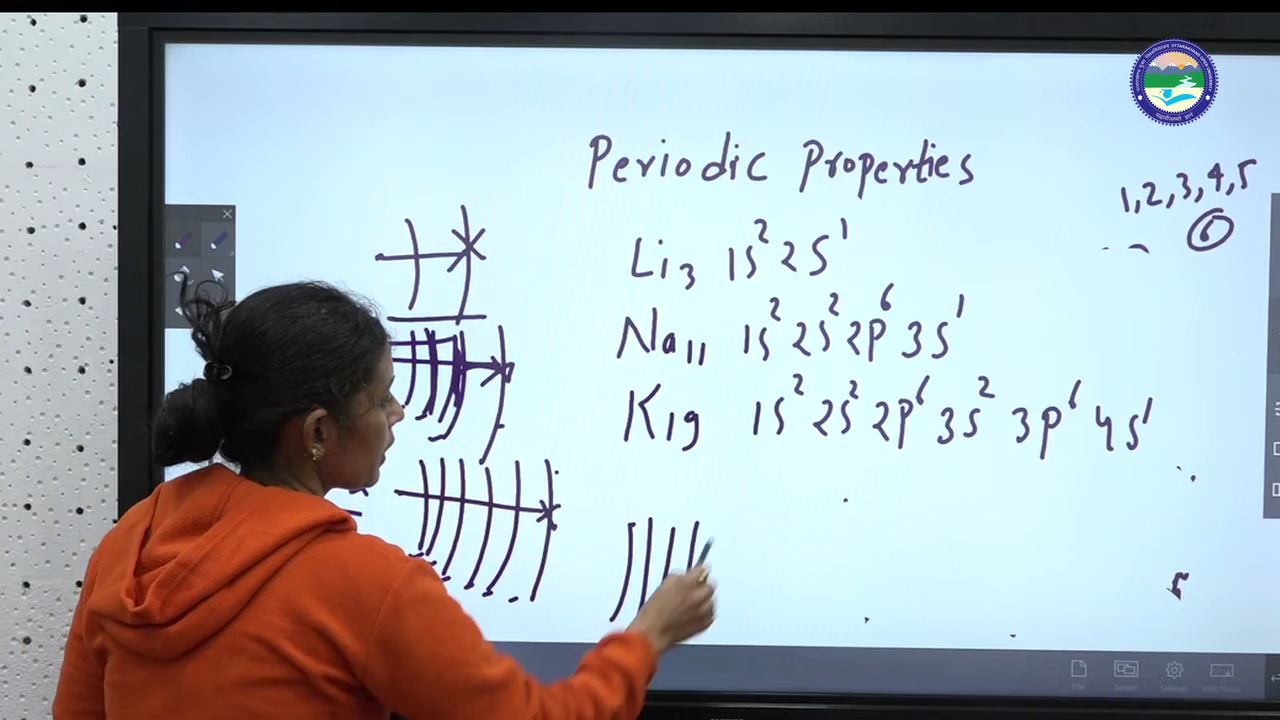 Periodic Properties
1, 2, 3, 4, 5
6
Li₃ 1s² 2s¹
Na₁₁ 1s² 2s² 2p⁶ 3s¹
K19 1s² 2s² 2p⁶ 3s² 3p⁶ 4s¹